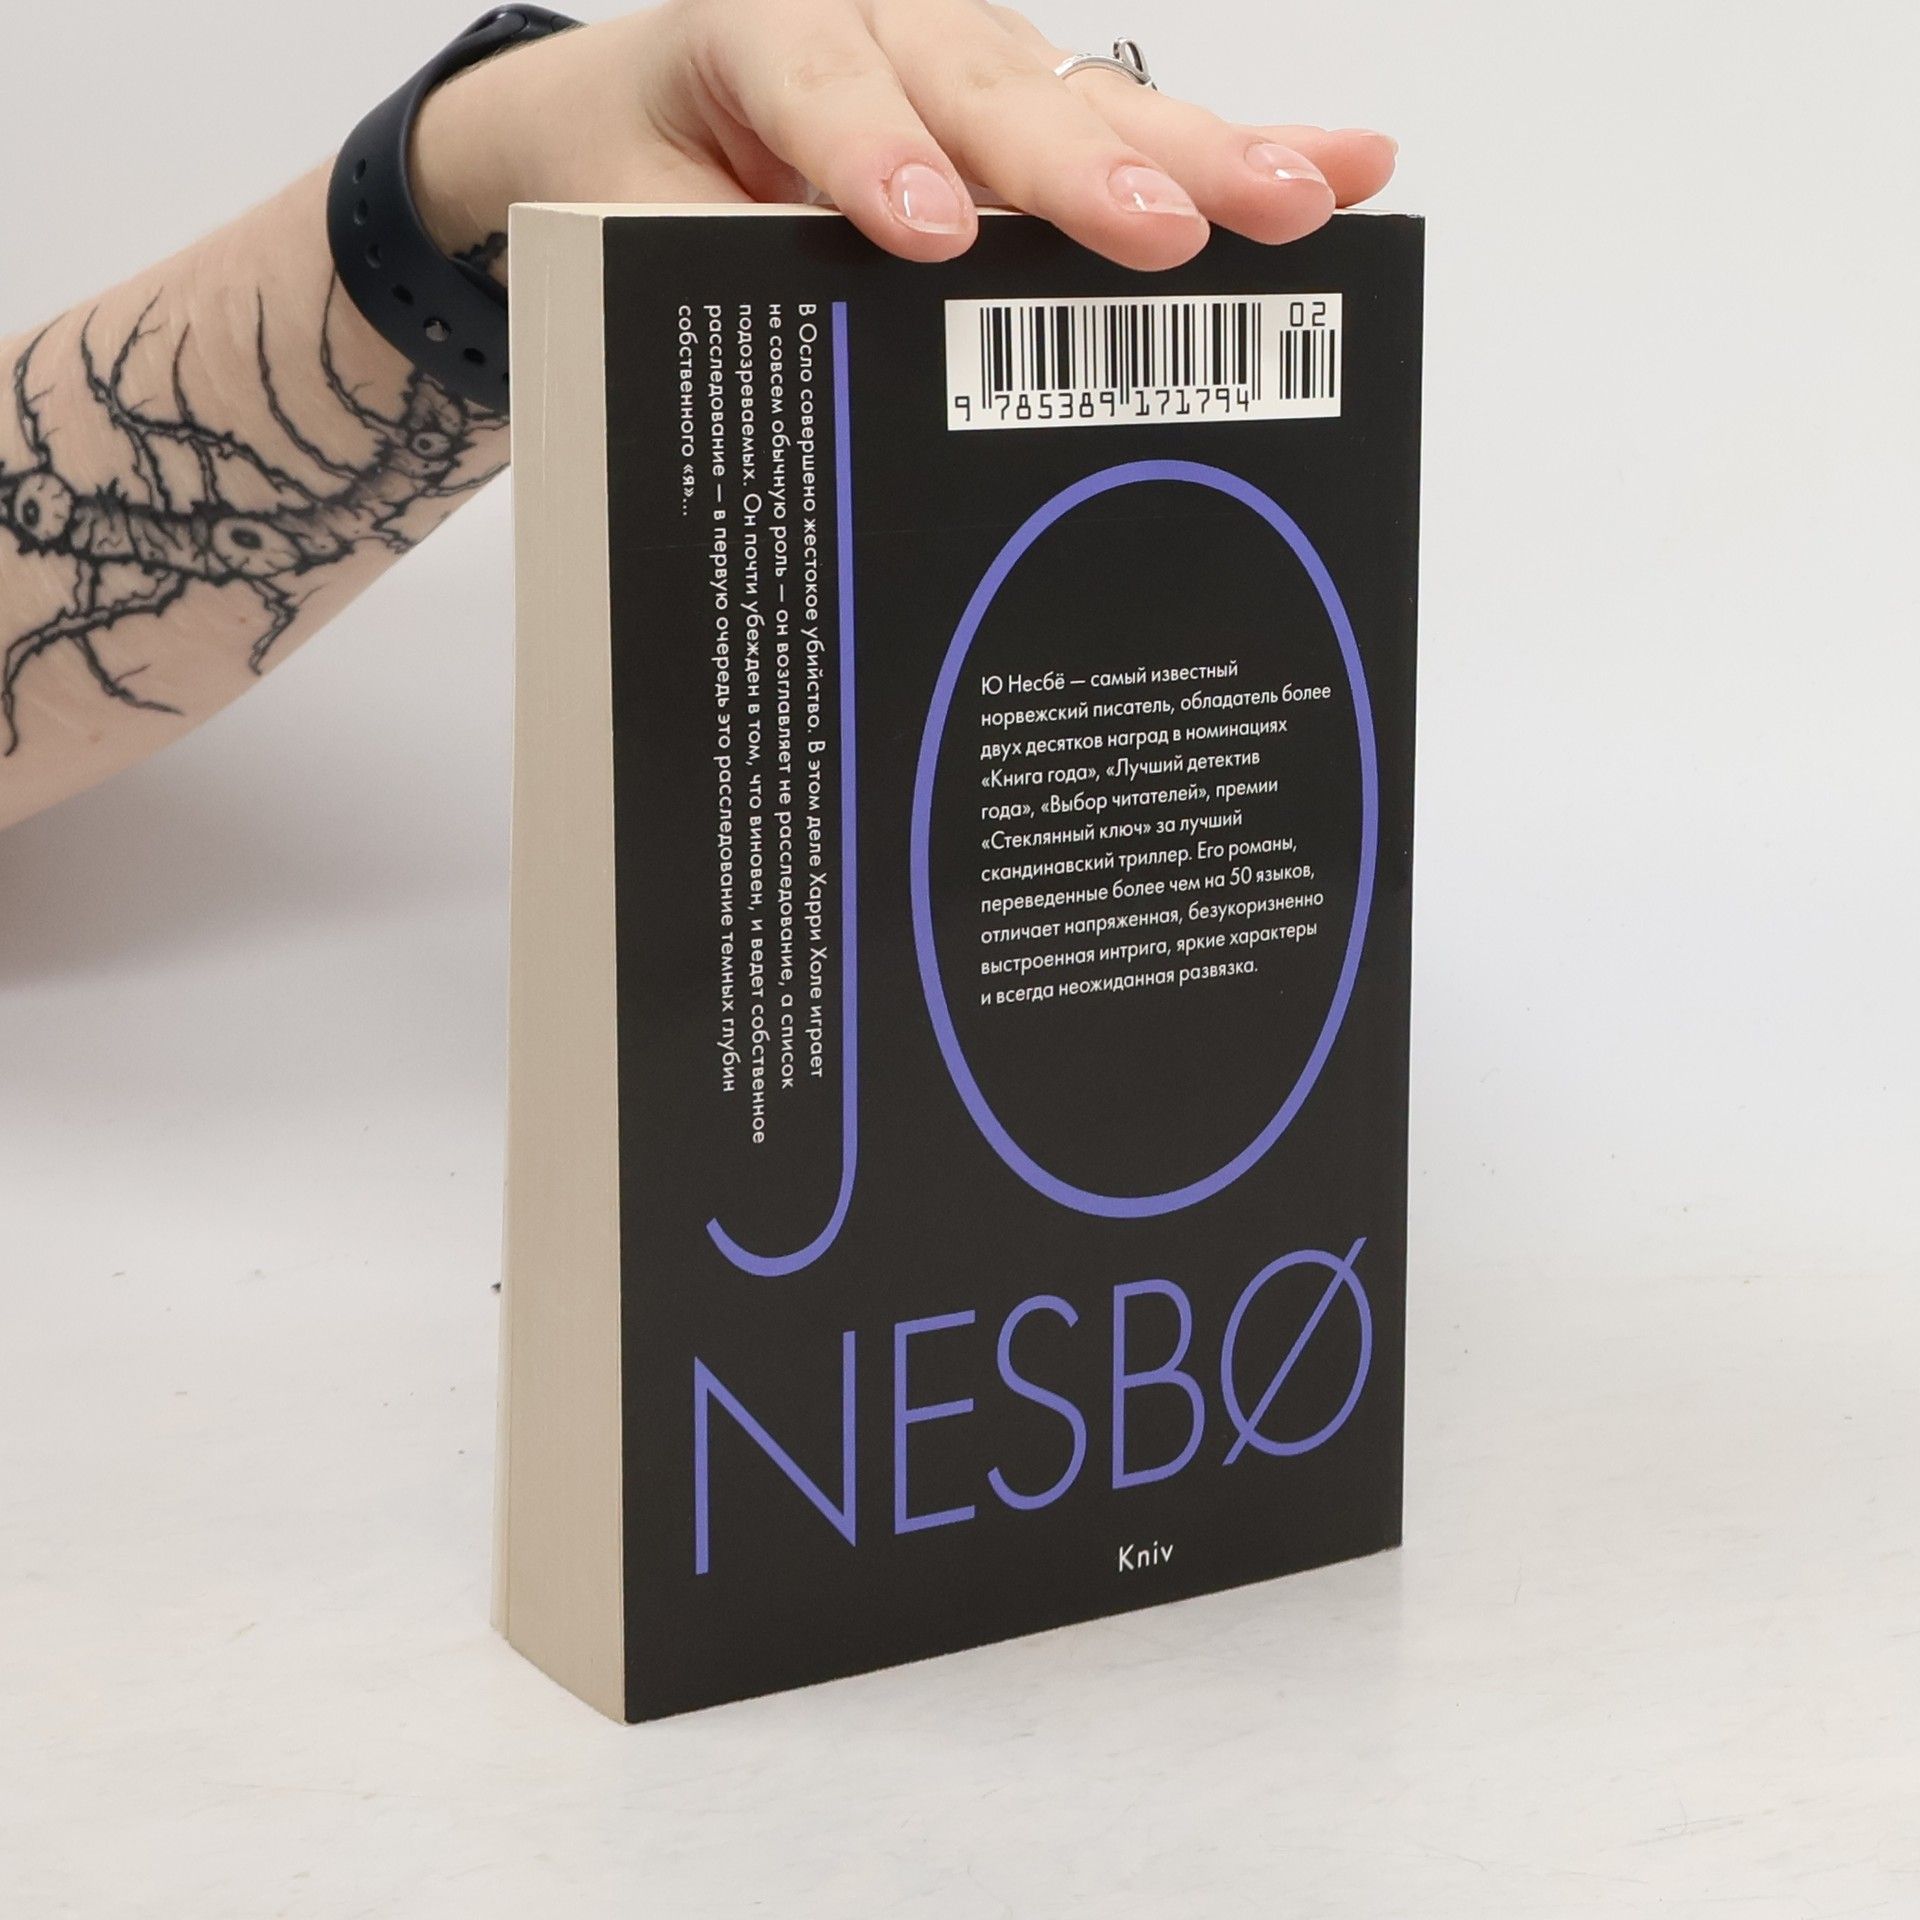 02
9 785389 171794
В Осло совершено жестокое убийство. В этом деле Харри Холе играет
не совсем обычную роль — он возглавляет не расследование, а список
подозреваемых. Он почти убежден в том, что виновен, и ведет собственное
расследование — в первую очередь это расследование темных глубин
собственного «я»...
JO
Ю Несбё — самый известный
норвежский писатель, обладатель более
двух десятков наград в номинациях
«Книга года», «Лучший детектив
года», «Выбор читателей», премии
«Стеклянный ключ» за лучший
скандинавский триллер. Его романы,
переведенные более чем на 50 языков,
отличает напряженная, безукоризненно
выстроенная интрига, яркие характеры
и всегда неожиданная развязка.
NESBØ
Kniv